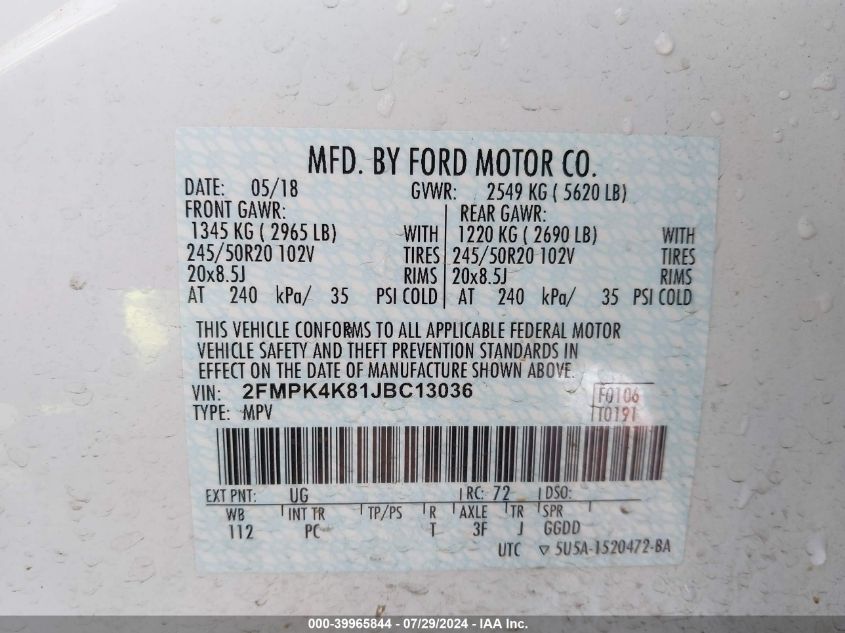 MFD. BY FORD MOTOR CO.
DATE: 05/18 GVWR: 2549 KG ( 5620 LB)
FRONT GAWR: REAR GAWR:
1345 KG ( 2965 LB) WITH 1220 KG ( 2690 LB) WITH
245/50R20 102V TIRES 245/50R20 102V TIRES
20x8.5J RIMS 20x8.5J RIMS
AT 240 kPa/ 35 PSI COLD AT 240 kPa/ 35 PSI COLD
THIS VEHICLE CONFORMS TO ALL APPLICABLE FEDERAL MOTOR
VEHICLE SAFETY AND THEFT PREVENTION STANDARDS IN
EFFECT ON THE DATE OF MANUFACTURE SHOWN ABOVE.
VIN: 2FMPK4K81JBC13036 F0106
TYPE: MPV T0191
EXT PNT: UG RC: 72 DSO:
WB INT TR TP/PS R AXLE TR SPR
112 PC T 3F J GGDD
UTC ▽ 5U5A-1520472-BA
000-39965844 / 07/29/2024 / IAA Inc.